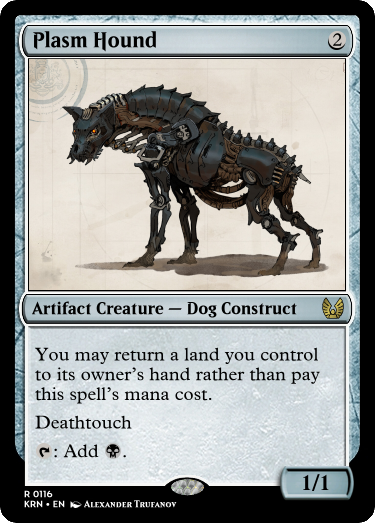 Plasm Hound 2
Artifact Creature — Dog Construct
You may return a land you control
to its owner's hand rather than pay
this spell's mana cost.
Deathtouch
: Add .
1/1
R 0116
KRN • EN Alexander Trufanov